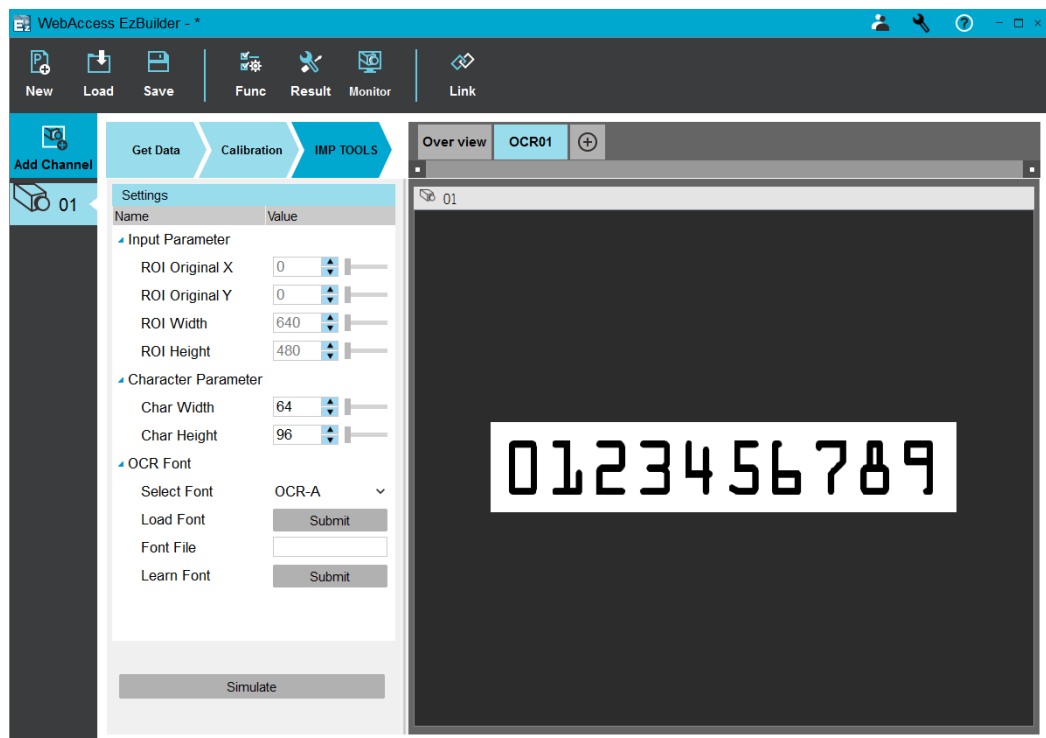 WebAccess EzBuilder - *
New Load Save Func Result Monitor Link
Add Channel
01
Get Data Calibration IMP TOOLS
Settings
Name Value
Input Parameter
ROI Original X 0
ROI Original Y 0
ROI Width 640
ROI Height 480
Character Parameter
Char Width 64
Char Height 96
OCR Font
Select Font OCR-A
Load Font Submit
Font File
Learn Font Submit
Simulate
Over view OCR01
01
0123456789